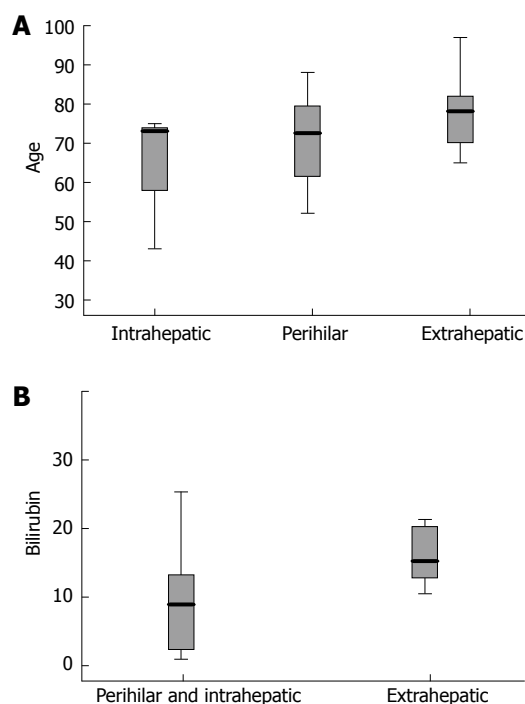 A
100
90
80
70
60
50
40
30
Age
Intrahepatic Perihilar Extrahepatic
B
30
20
10
0
Bilirubin
Perihilar and intrahepatic Extrahepatic